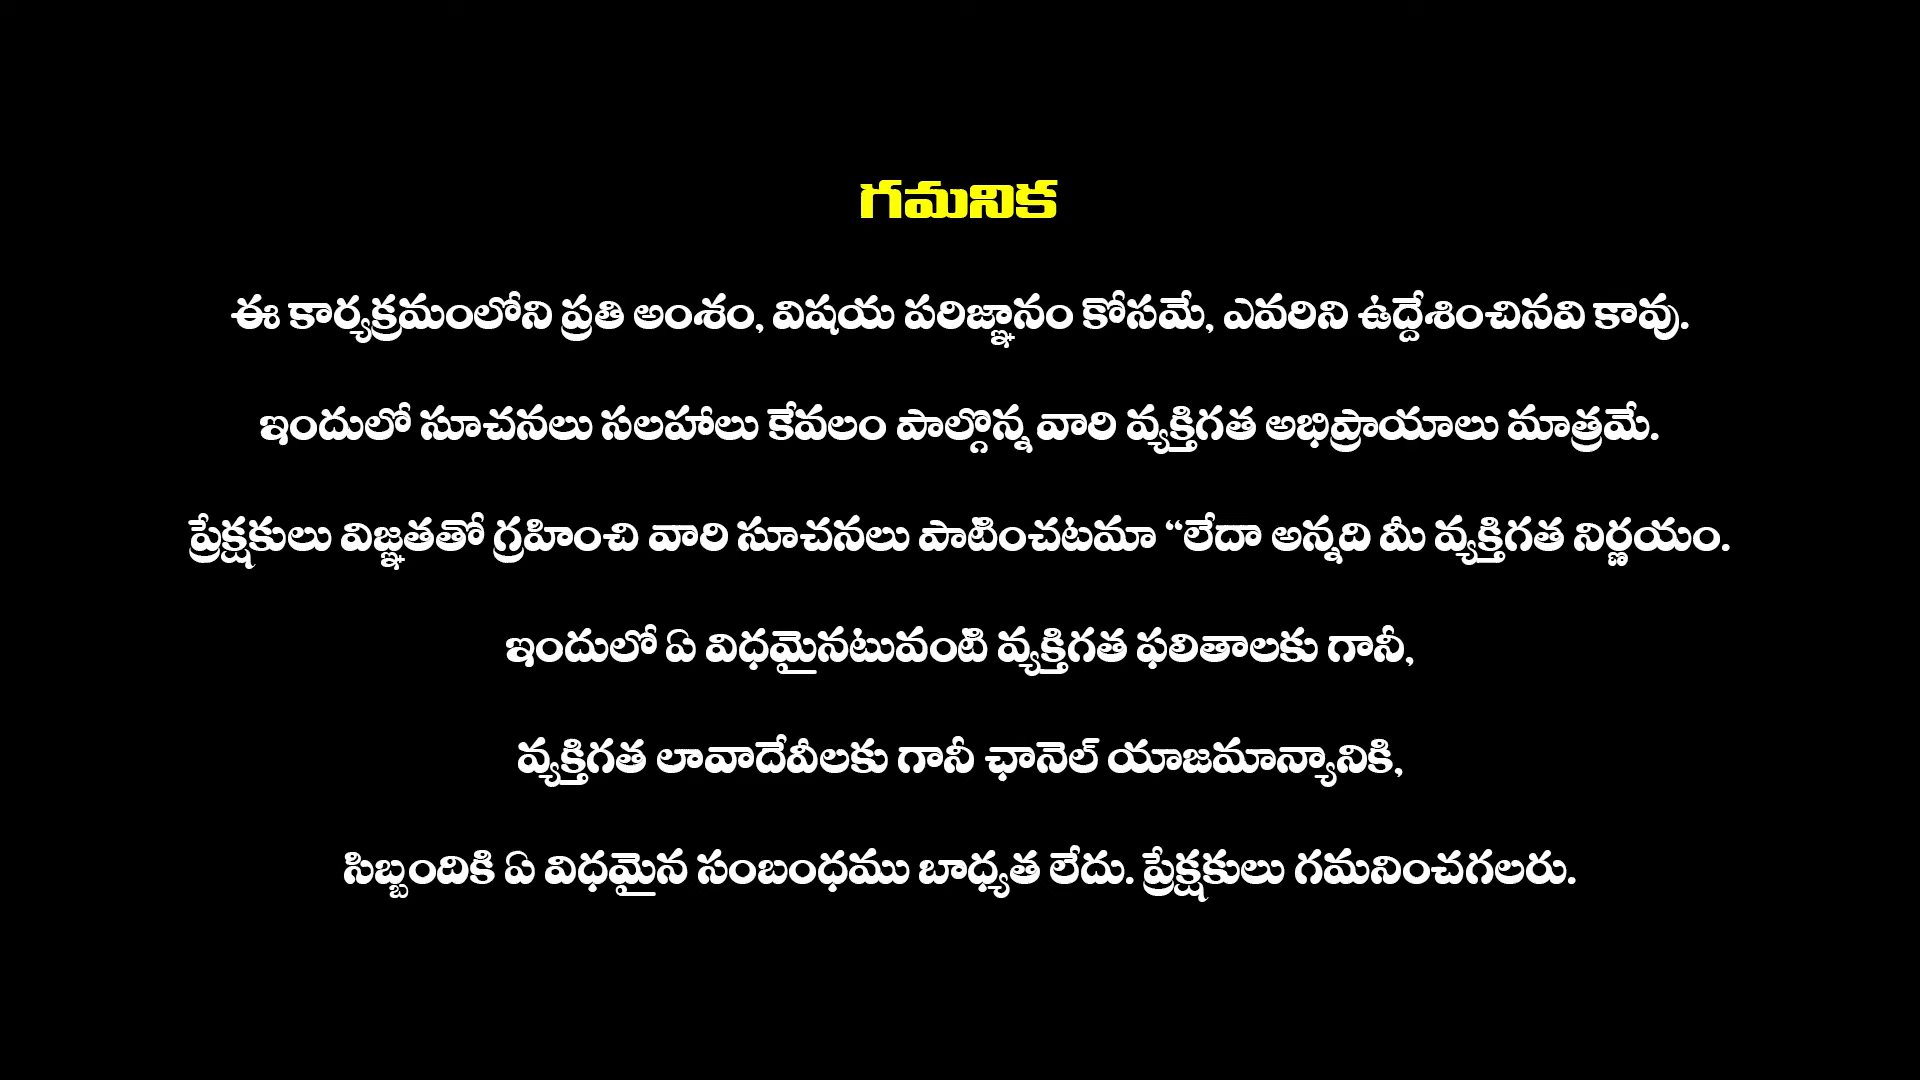 గమనిక
ఈ కార్యక్రమంలోని ప్రతి అంశం, విషయ పరిజ్ఞానం కోసమే, ఎవరిని ఉద్దేశించినవి కావు.
ఇందులో సూచనలు సలహాలు కేవలం పాల్గొన్న వారి వ్యక్తిగత అభిప్రాయాలు మాత్రమే.
ప్రేక్షకులు విజ్ఞతతో గ్రహించి వారి సూచనలు పాటించటమా “లేదా అన్నది మీ వ్యక్తిగత నిర్ణయం.
ఇందులో ఏ విధమైనటువంటి వ్యక్తిగత ఫలితాలకు గానీ,
వ్యక్తిగత లావాదేవీలకు గానీ ఛానెల్ యాజమాన్యానికి,
సిబ్బందికి ఏ విధమైన సంబంధము బాధ్యత లేదు. ప్రేక్షకులు గమనించగలరు.